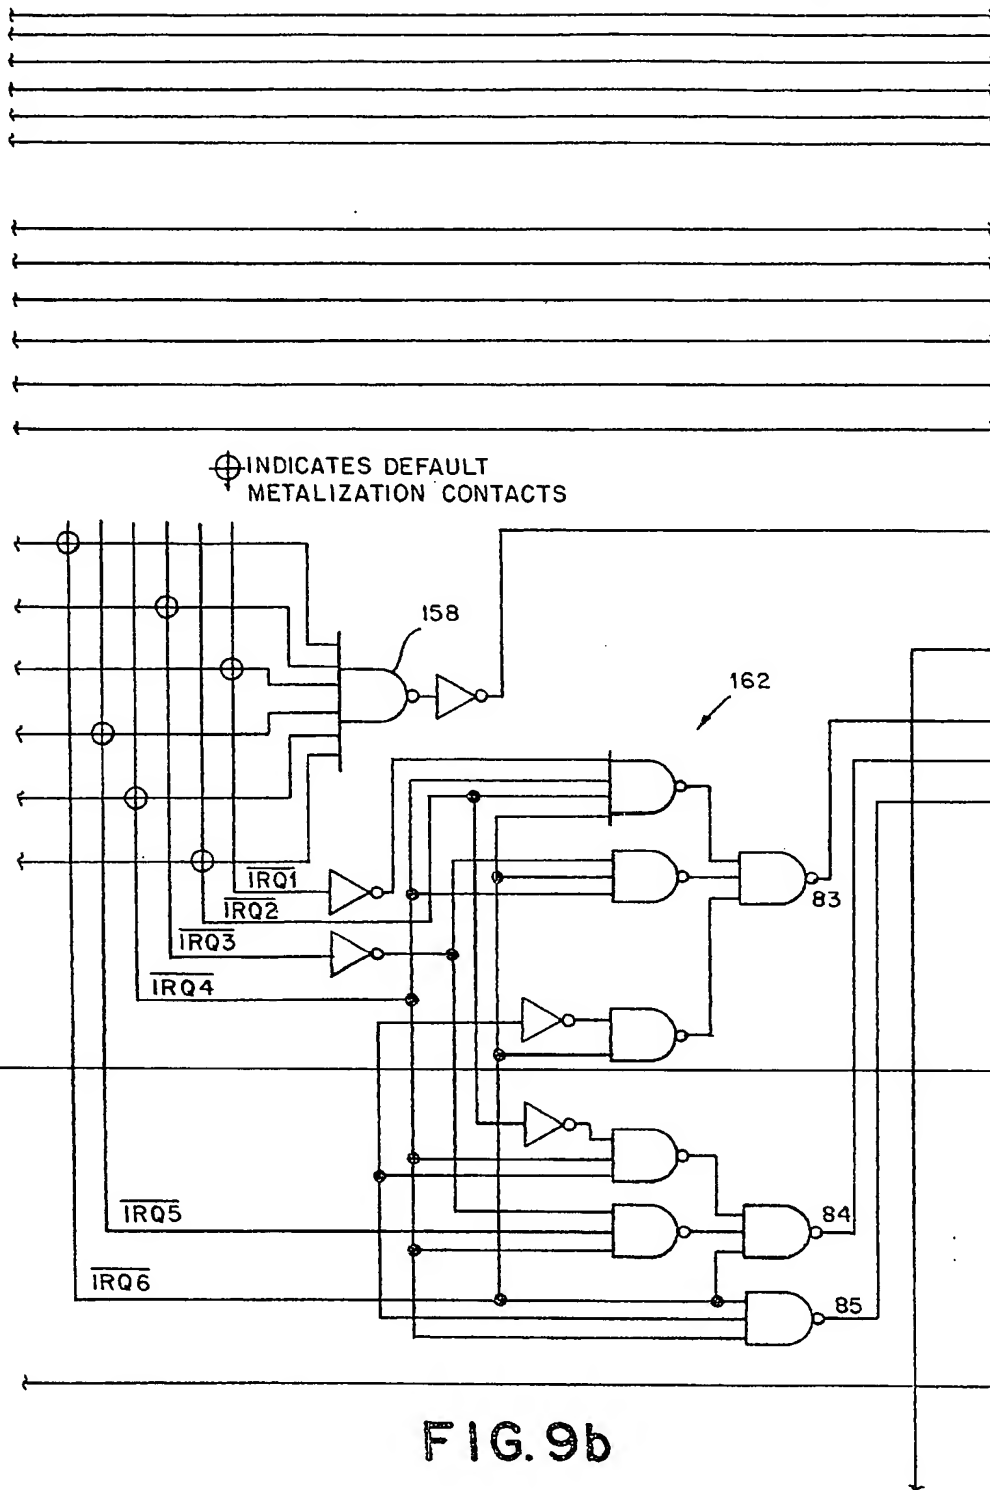 INDICATES DEFAULT
METALIZATION CONTACTS
158
162
IRQ1
IRQ2
83
IRQ3
IRQ4
IRQ5
84
IRQ6
85
FIG. 9b